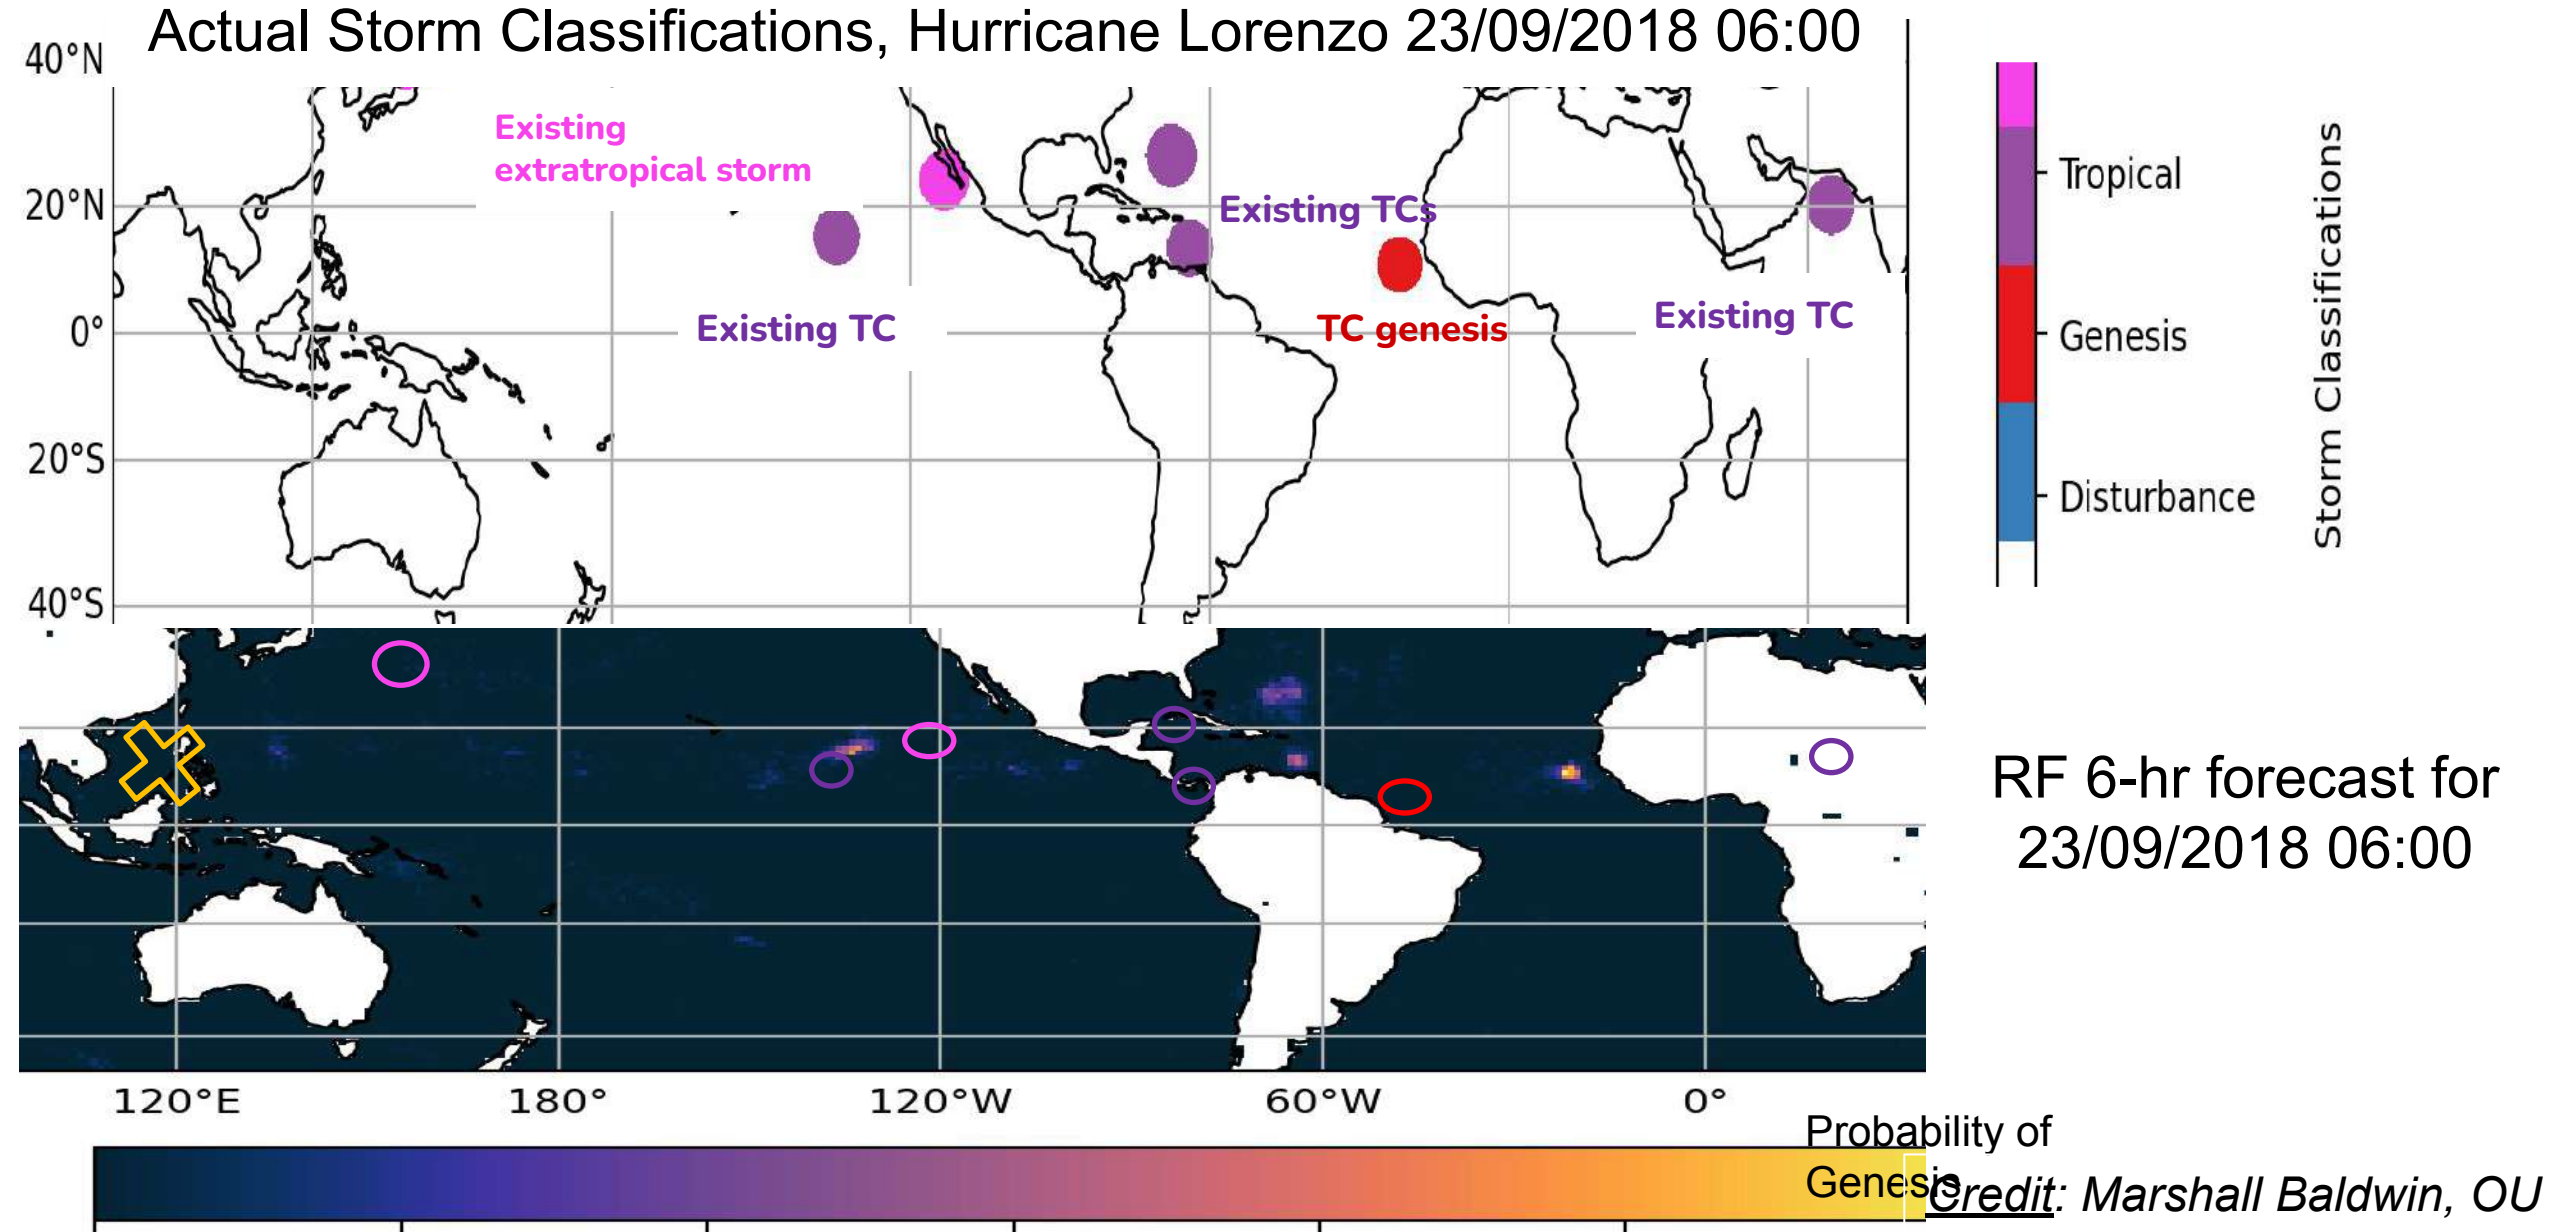 Actual Storm Classifications, Hurricane Lorenzo 23/09/2018 06:00
40°N
20°N
0°
20°S
40°S
Existing
extratropical storm
Existing TCs
Existing TC
TC genesis
Existing TC
Tropical
Genesis
Disturbance
Storm Classifications
RF 6-hr forecast for
23/09/2018 06:00
120°E
180°
120°W
60°W
0°
Probability of
Genesis
Credit: Marshall Baldwin, OU